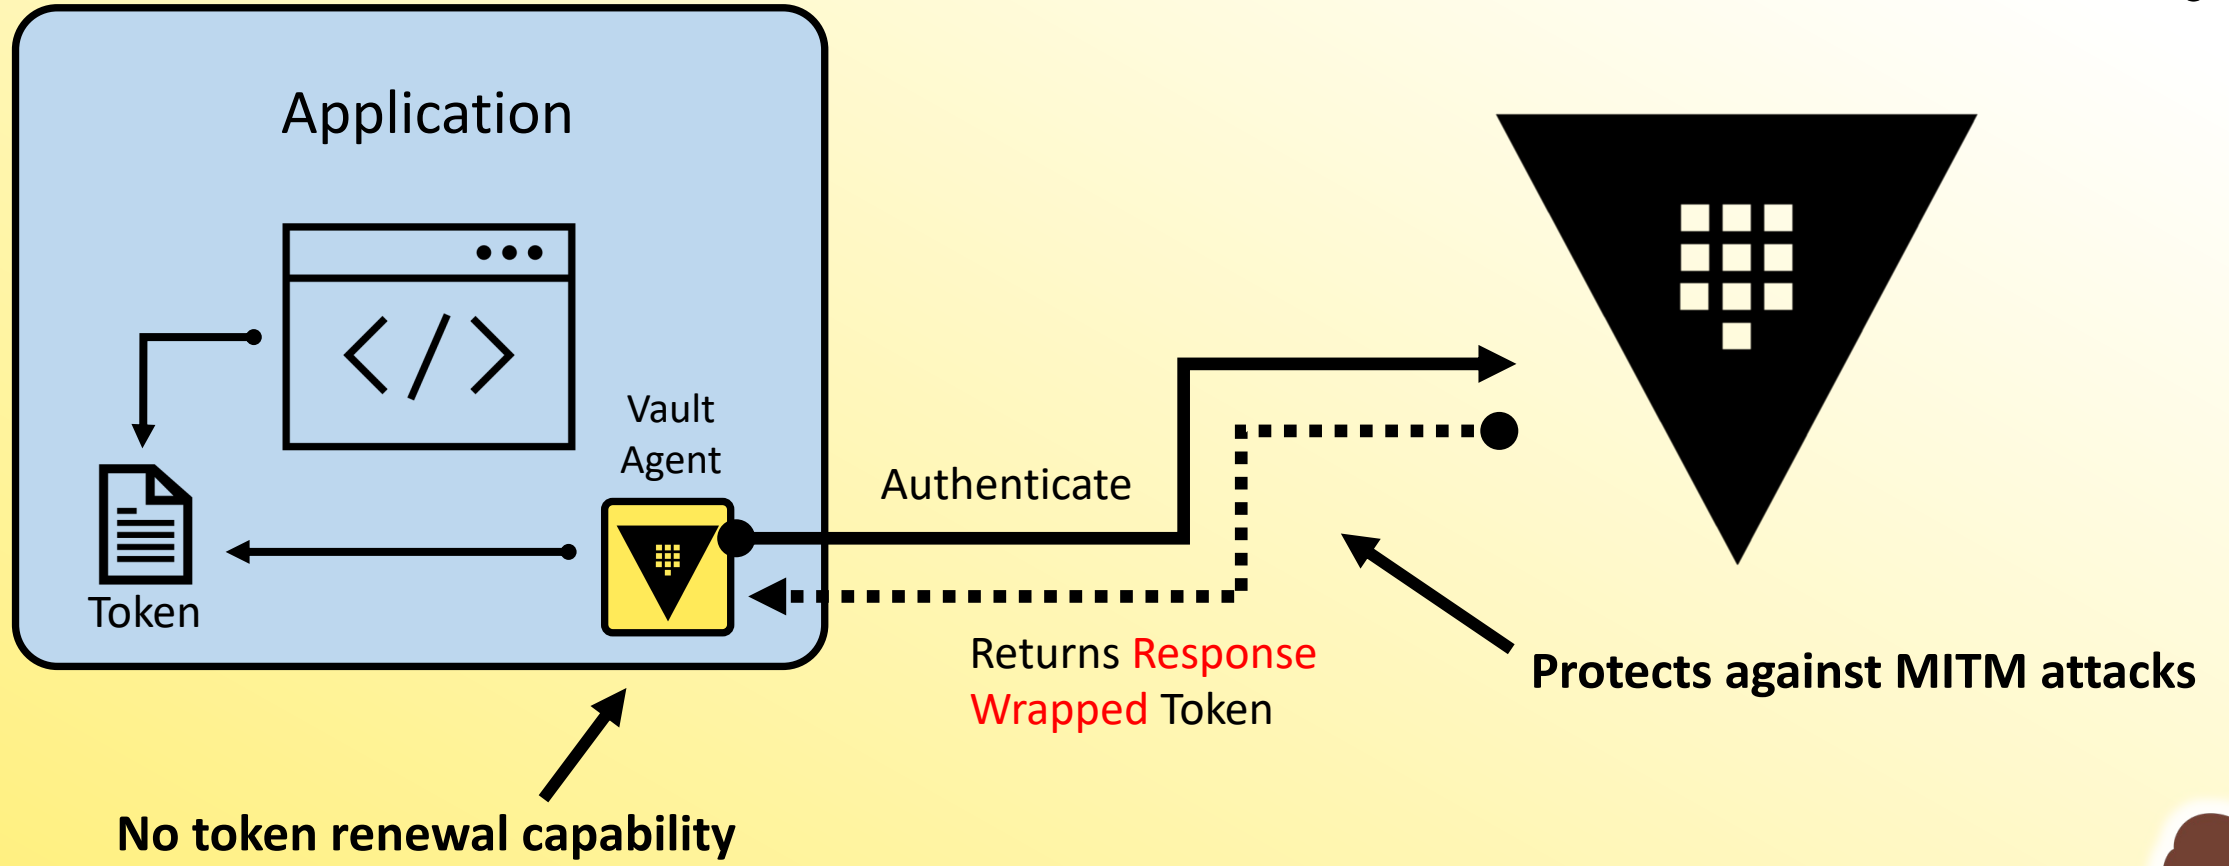 Application
</>
Vault
Agent
Authenticate
Token
Returns Response
Wrapped Token
Protects against MITM attacks
No token renewal capability